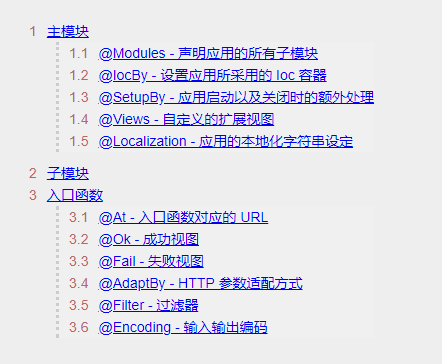 1 主模块
1.1 @Modules - 声明应用的所有子模块
1.2 @IocBy - 设置应用所采用的 Ioc 容器
1.3 @SetupBy - 应用启动以及关闭时的额外处理
1.4 @Views - 自定义的扩展视图
1.5 @Localization - 应用的本地化字符串设定
2 子模块
3 入口函数
3.1 @At - 入口函数对应的 URL
3.2 @Ok - 成功视图
3.3 @Fail - 失败视图
3.4 @AdaptBy - HTTP 参数适配方式
3.5 @Filter - 过滤器
3.6 @Encoding - 输入输出编码